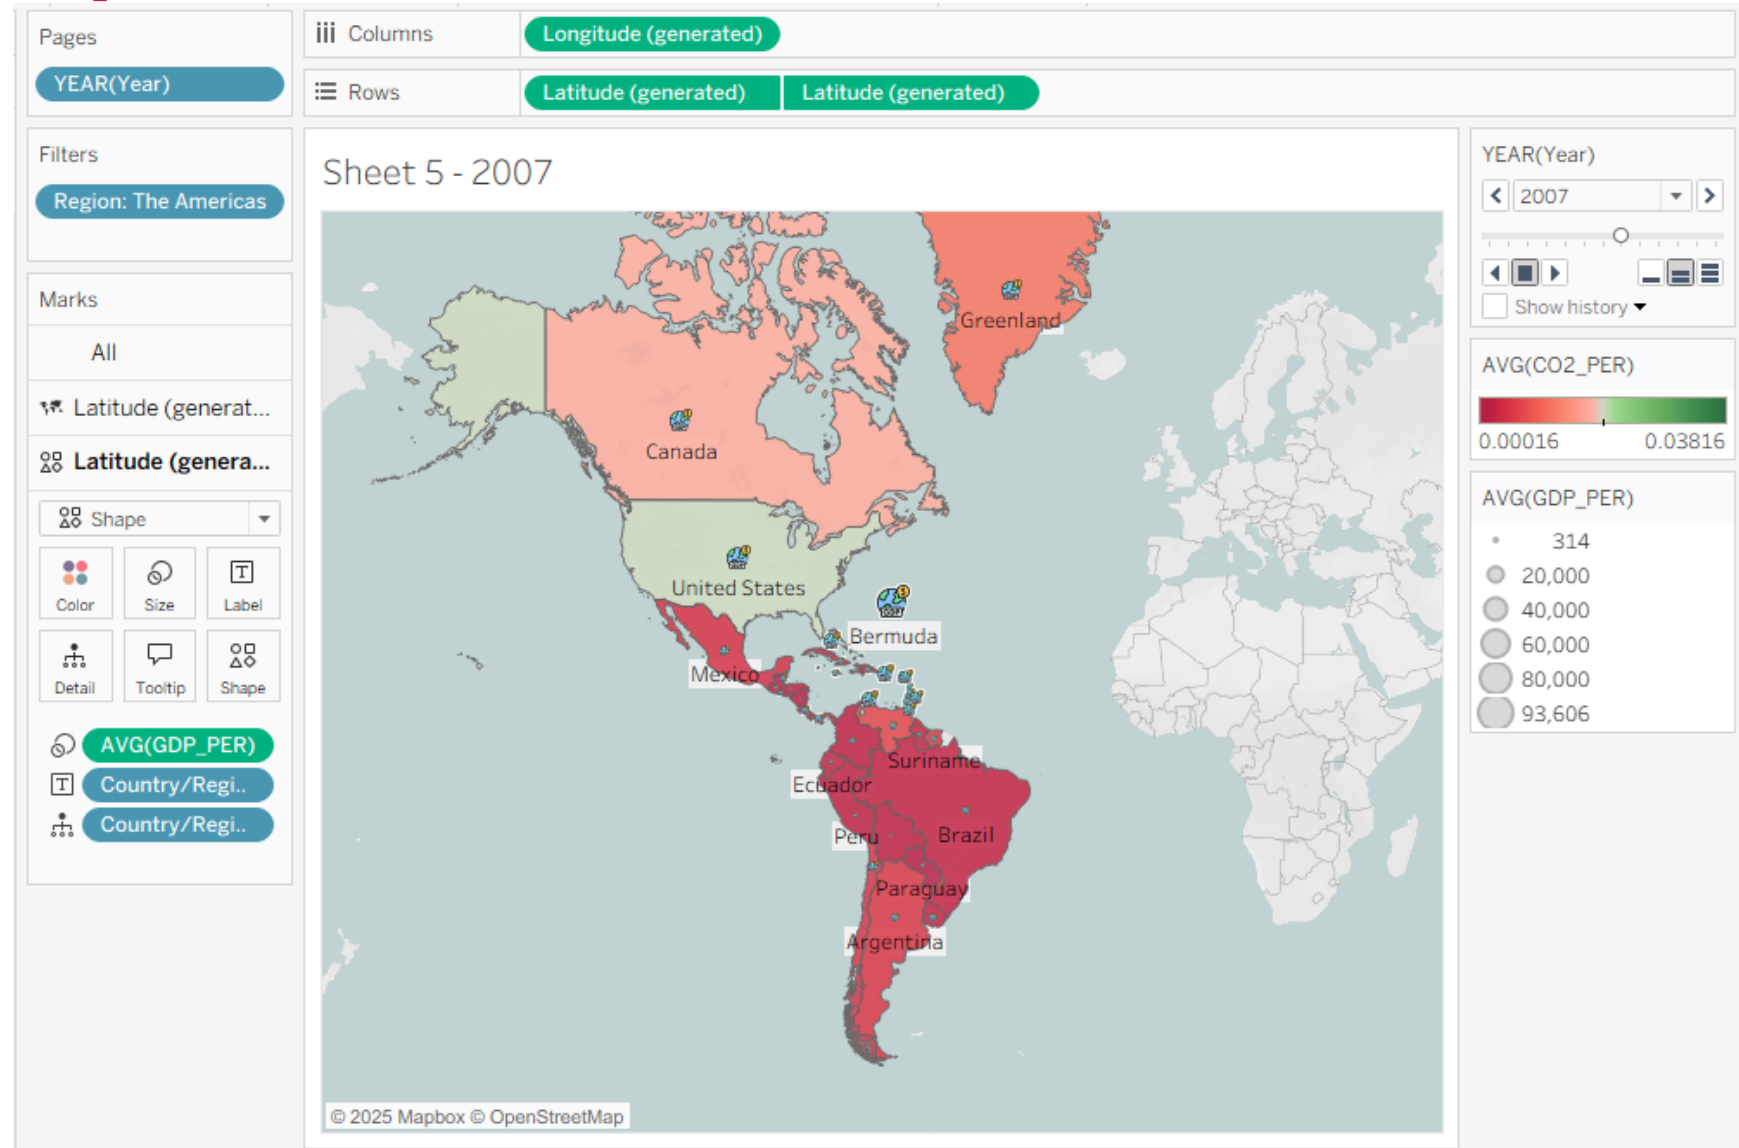 Pages
YEAR(Year)
Columns
Longitude (generated)
Rows
Latitude (generated) Latitude (generated)
Filters
Region: The Americas
Marks
All
Latitude (generat...
Latitude (genera...
Shape
Color Size Label
Detail Tooltip Shape
AVG(GDP_PER)
Country/Regi..
Country/Regi..
Sheet 5 - 2007
Greenland
Canada
United States
Bermuda
Mexico
Suriname
Ecuador
Peru
Brazil
Paraguay
Argentina
© 2025 Mapbox © OpenStreetMap
YEAR(Year)
2007
Show history
AVG(CO2_PER)
0.00016 0.03816
AVG(GDP_PER)
314
20,000
40,000
60,000
80,000
93,606